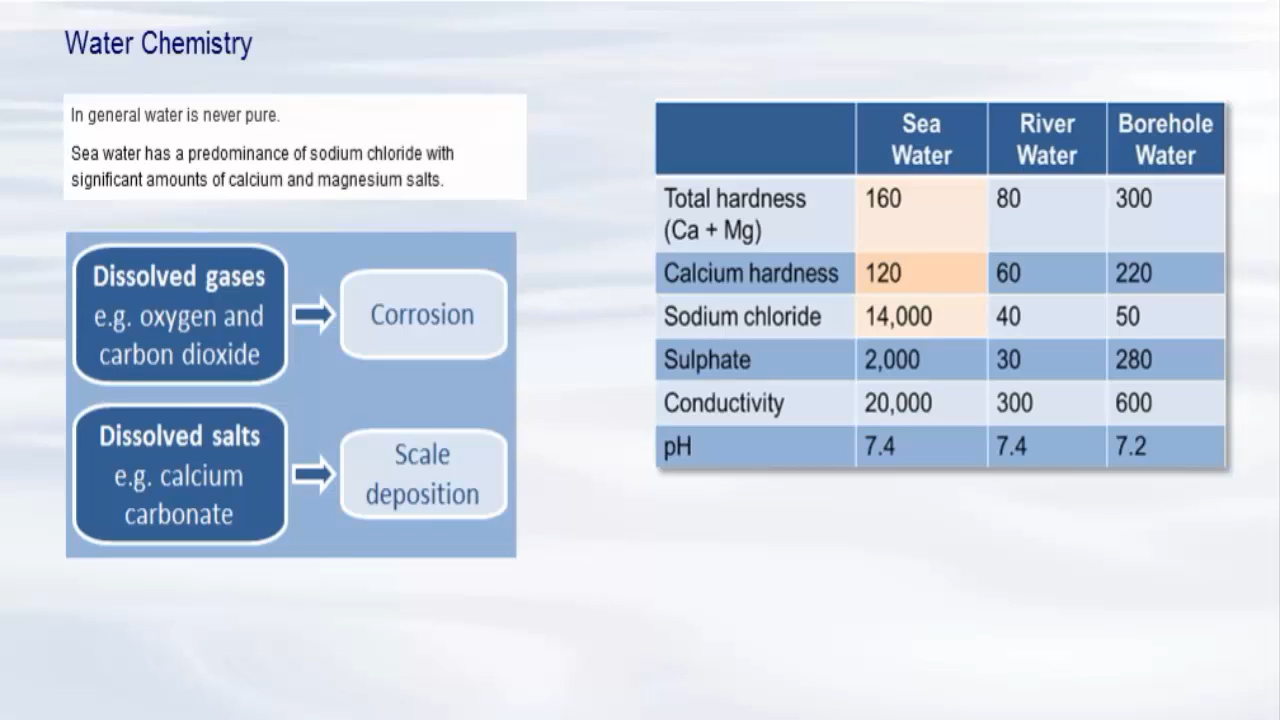 Water Chemistry
In general water is never pure.
Sea water has a predominance of sodium chloride with
significant amounts of calcium and magnesium salts.
Dissolved gases
e.g. oxygen and
carbon dioxide
Corrosion
Dissolved salts
e.g. calcium
carbonate
Scale
deposition
Sea Water River Water Borehole Water
Total hardness (Ca + Mg) 160 80 300
Calcium hardness 120 60 220
Sodium chloride 14,000 40 50
Sulphate 2,000 30 280
Conductivity 20,000 300 600
pH 7.4 7.4 7.2